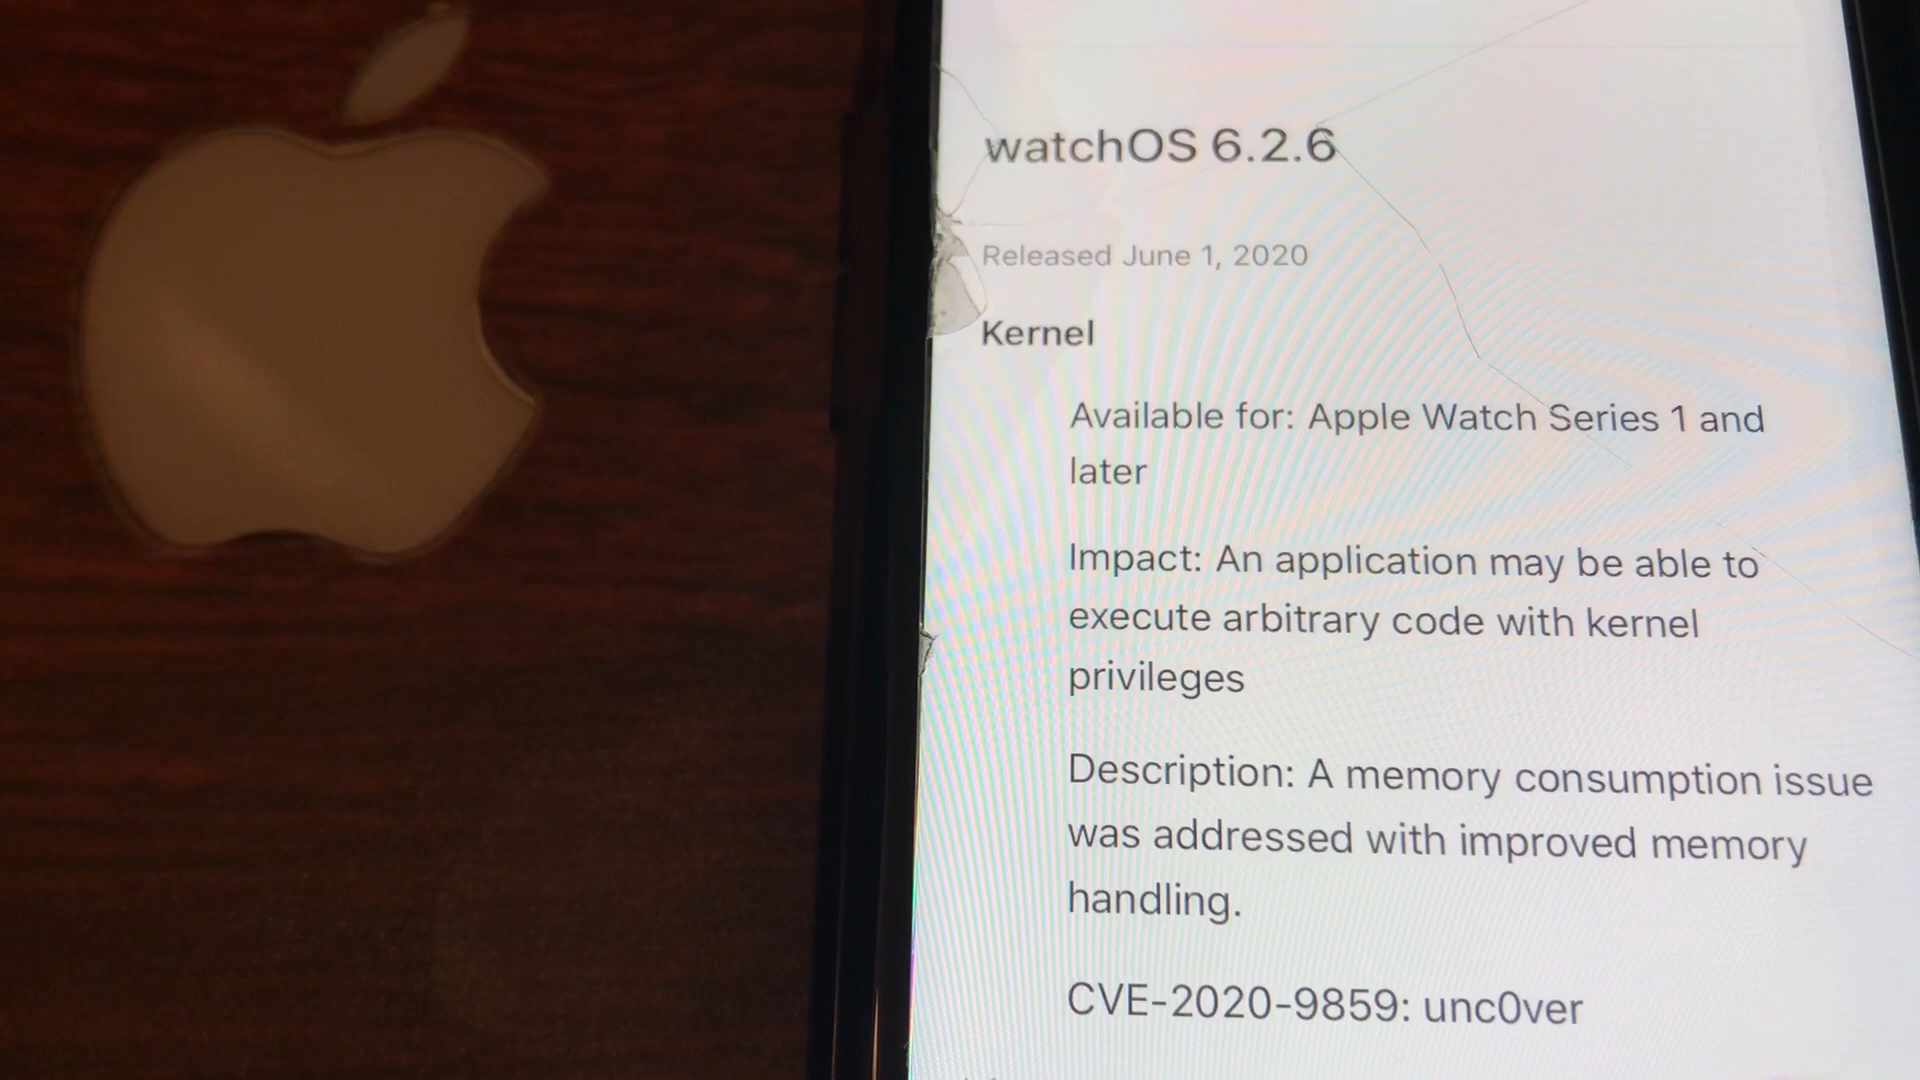 watchOS 6.2.6
Released June 1, 2020
Kernel
Available for: Apple Watch Series 1 and
later
Impact: An application may be able to
execute arbitrary code with kernel
privileges
Description: A memory consumption issue
was addressed with improved memory
handling.
CVE-2020-9859: unc0ver